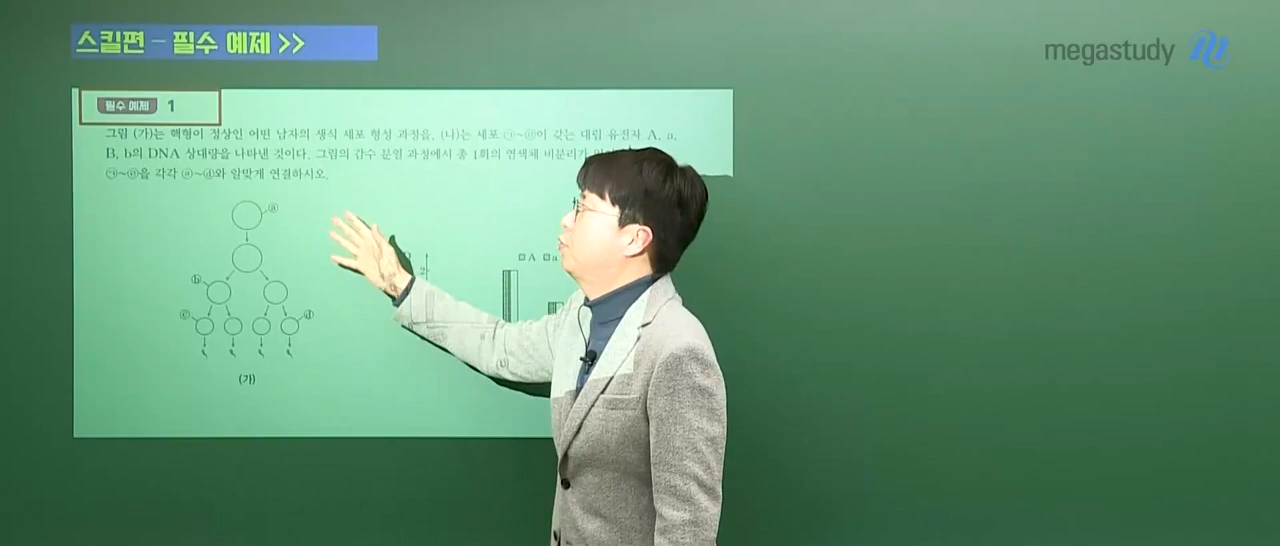 스킬편 - 필수 예제 >>
megastudy
필수 예제 1
그림 (가)는 핵형이 정상인 어떤 남자의 생식 세포 형성 과정을, (나)는 세포 ㉠~㉣이 갖는 대립 유전자 A, a,
B, b의 DNA 상대량을 나타낸 것이다. 그림의 감수 분열 과정에서 총 1회의 염색체 비분리가
㉠~㉣을 각각 ⓐ~ⓓ와 알맞게 연결하시오.
ⓐ
ⓑ
ⓒ ⓓ
(가)
2
A a